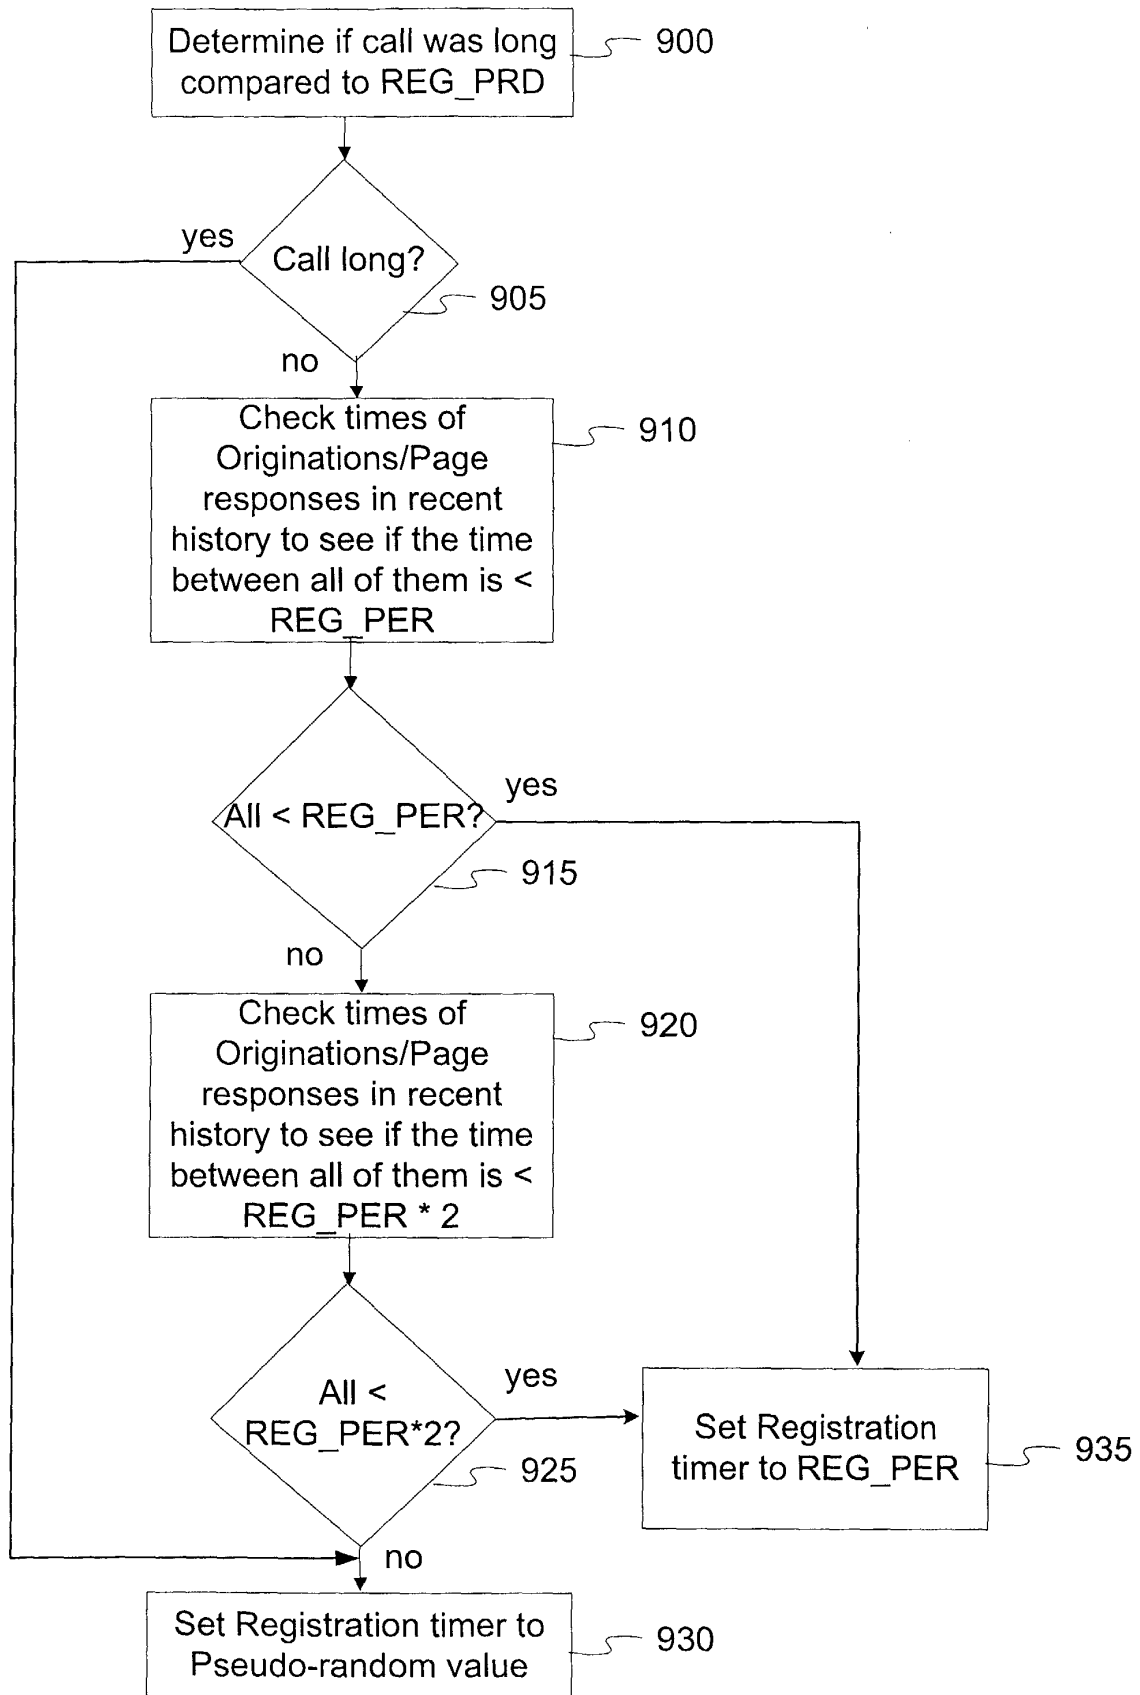 Determine if call was long
compared to REG_PRD
900
yes
Call long?
905
no
Check times of
Originations/Page
responses in recent
history to see if the time
between all of them is <
REG_PER
910
yes
All < REG_PER?
915
no
Check times of
Originations/Page
responses in recent
history to see if the time
between all of them is <
REG_PER * 2
920
yes
All <
REG_PER*2?
925
Set Registration
timer to REG_PER
935
no
Set Registration timer to
Pseudo-random value
930